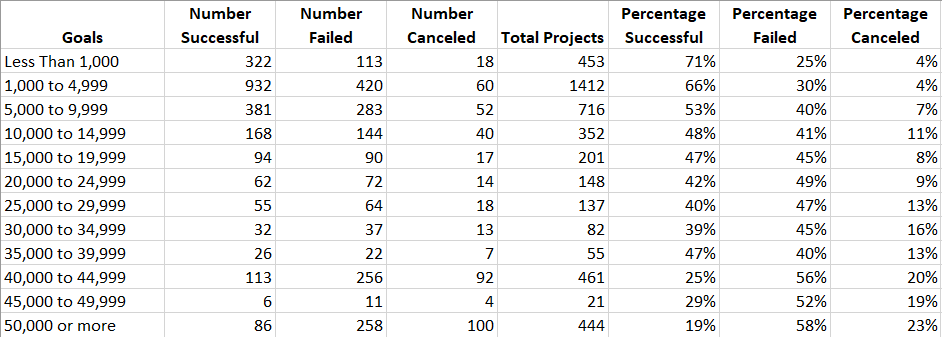 Goals Number Successful Number Failed Number Canceled Total Projects Percentage Successful Percentage Failed Percentage Canceled
Less Than 1,000 322 113 18 453 71% 25% 4%
1,000 to 4,999 932 420 60 1412 66% 30% 4%
5,000 to 9,999 381 283 52 716 53% 40% 7%
10,000 to 14,999 168 144 40 352 48% 41% 11%
15,000 to 19,999 94 90 17 201 47% 45% 8%
20,000 to 24,999 62 72 14 148 42% 49% 9%
25,000 to 29,999 55 64 18 137 40% 47% 13%
30,000 to 34,999 32 37 13 82 39% 45% 16%
35,000 to 39,999 26 22 7 55 47% 40% 13%
40,000 to 44,999 113 256 92 461 25% 56% 20%
45,000 to 49,999 6 11 4 21 29% 52% 19%
50,000 or more 86 258 100 444 19% 58% 23%